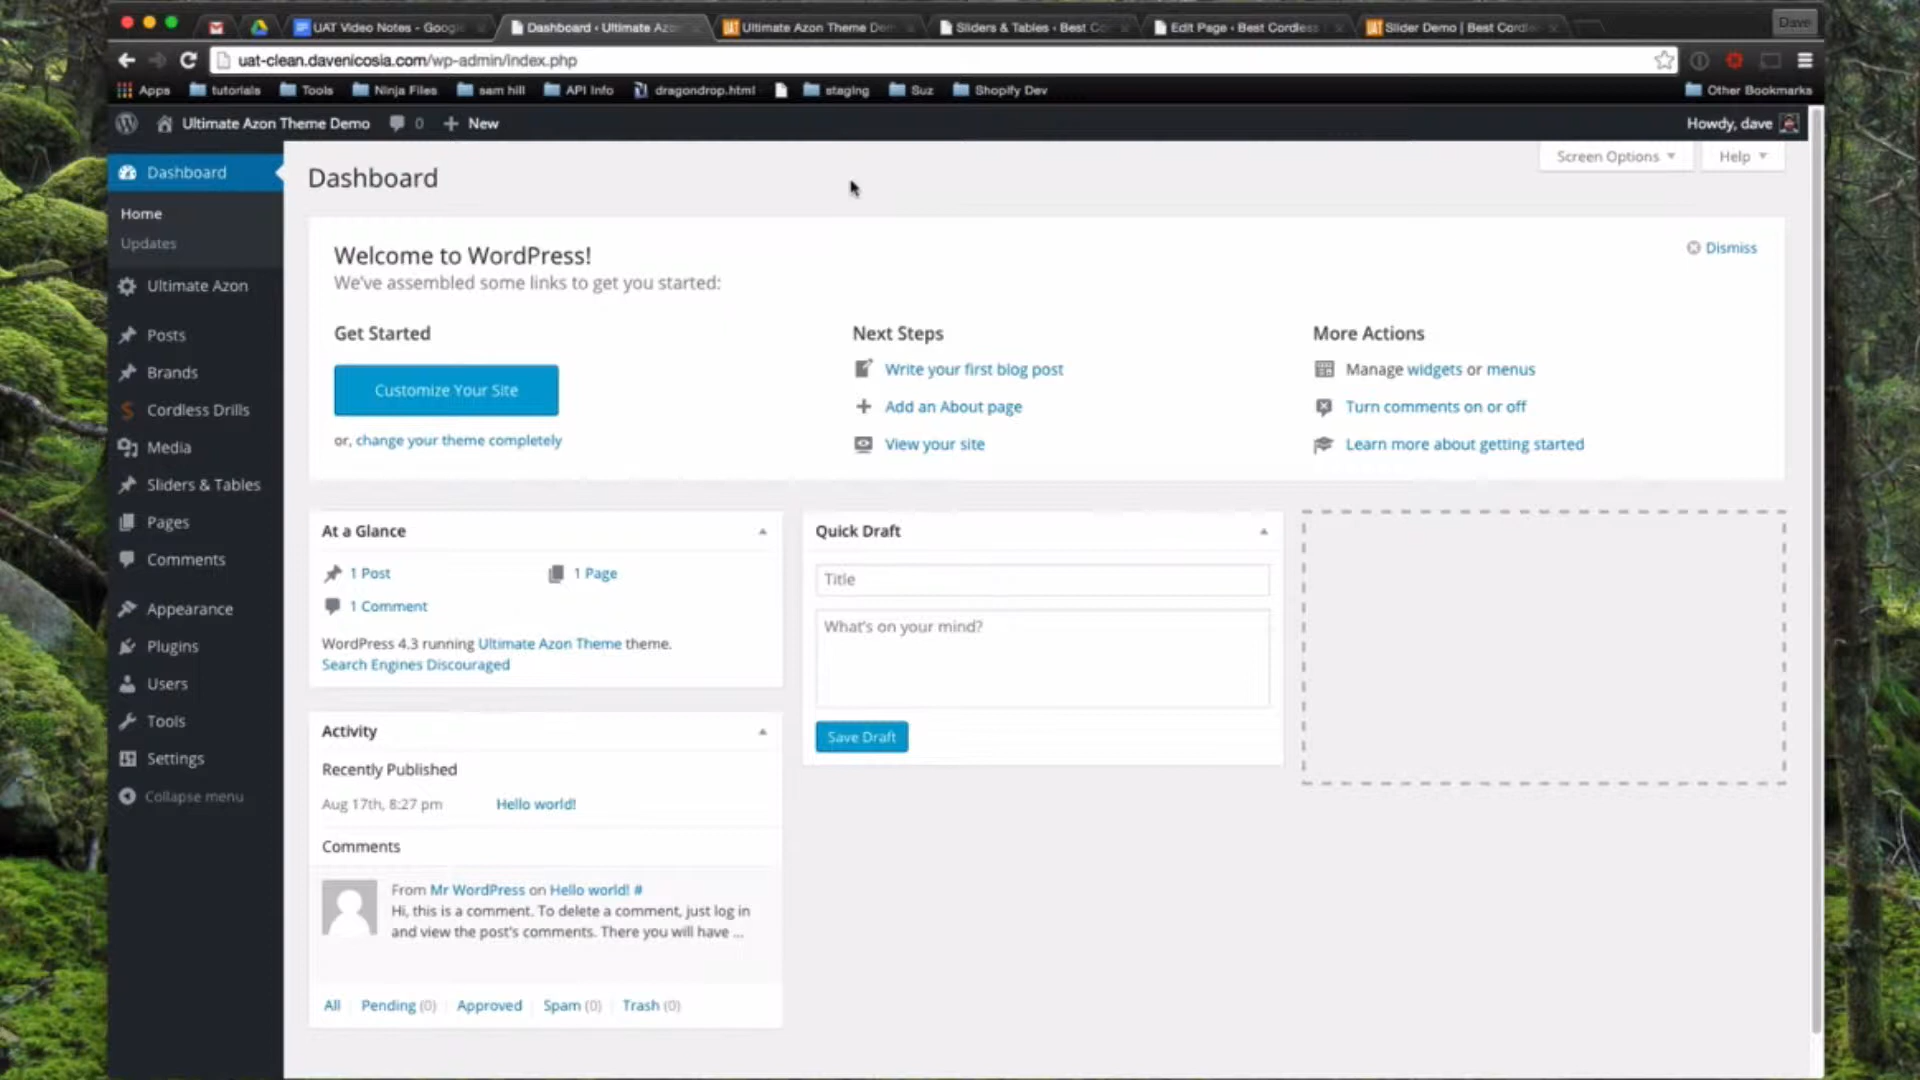 UAT Video Notes - Google
Dashboard ‹ Ultimate Azon
Ultimate Azon Theme Demo
Sliders & Tables ‹ Best Co
Edit Page ‹ Best Cordless
Slider Demo | Best Cordle
Dave
uat-clean.davenicosia.com/wp-admin/index.php
Apps
tutorials
Tools
Ninja Files
sam hill
API Info
dragondrop.html
staging
Suz
Shopify Dev
Other Bookmarks
Ultimate Azon Theme Demo
0
+ New
Howdy, dave
Dashboard
Home
Updates
Ultimate Azon
Posts
Brands
Cordless Drills
Media
Sliders & Tables
Pages
Comments
Appearance
Plugins
Users
Tools
Settings
Collapse menu
Screen Options
Help
Dashboard
Welcome to WordPress!
We've assembled some links to get you started:
Dismiss
Get Started
Customize Your Site
or, change your theme completely
Next Steps
Write your first blog post
Add an About page
View your site
More Actions
Manage widgets or menus
Turn comments on or off
Learn more about getting started
At a Glance
1 Post
1 Page
1 Comment
WordPress 4.3 running Ultimate Azon Theme theme.
Search Engines Discouraged
Activity
Recently Published
Aug 17th, 8:27 pm
Hello world!
Comments
From Mr WordPress on Hello world! #
Hi, this is a comment. To delete a comment, just log in
and view the post's comments. There you will have ...
All
Pending (0)
Approved
Spam (0)
Trash (0)
Quick Draft
Title
What's on your mind?
Save Draft